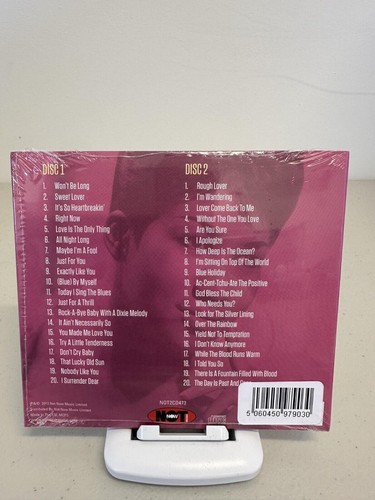 DISC 1
1. Won't Be Long
2. Sweet Lover
3. It's So Heartbreakin'
4. Right Now
5. Love Is The Only Thing
6. All Night Long
7. Maybe I'm A Fool
8. Just For You
9. Exactly Like You
10. (Blue) By Myself
11. Today I Sing The Blues
12. Just For A Thrill
13. Rock-A-Bye Baby With A Dixie Melody
14. It Ain't Necessarily So
15. You Made Me Love You
16. Try A Little Tenderness
17. Don't Cry Baby
18. That Lucky Old Sun
19. Nobody Like You
20. I Surrender Dear
DISC 2
1. Rough Lover
2. I'm Wandering
3. Lover Come Back To Me
4. Without The One You Love
5. Are You Sure
6. I Apologize
7. How Deep Is The Ocean?
8. I'm Sitting On Top Of The World
9. Blue Holiday
10. Ac-Cent-Tchu-Ate The Positive
11. God Bless The Child
12. Who Needs You?
13. Look For The Silver Lining
14. Over The Rainbow
15. Yield Not To Temptation
16. I Don't Know Anymore
17. While The Blood Runs Warm
18. I Told You So
19. There Is A Fountain Filled With Blood
20. The Day Is Past And
NOT2CD473
NOT NOW
5 060450 979030